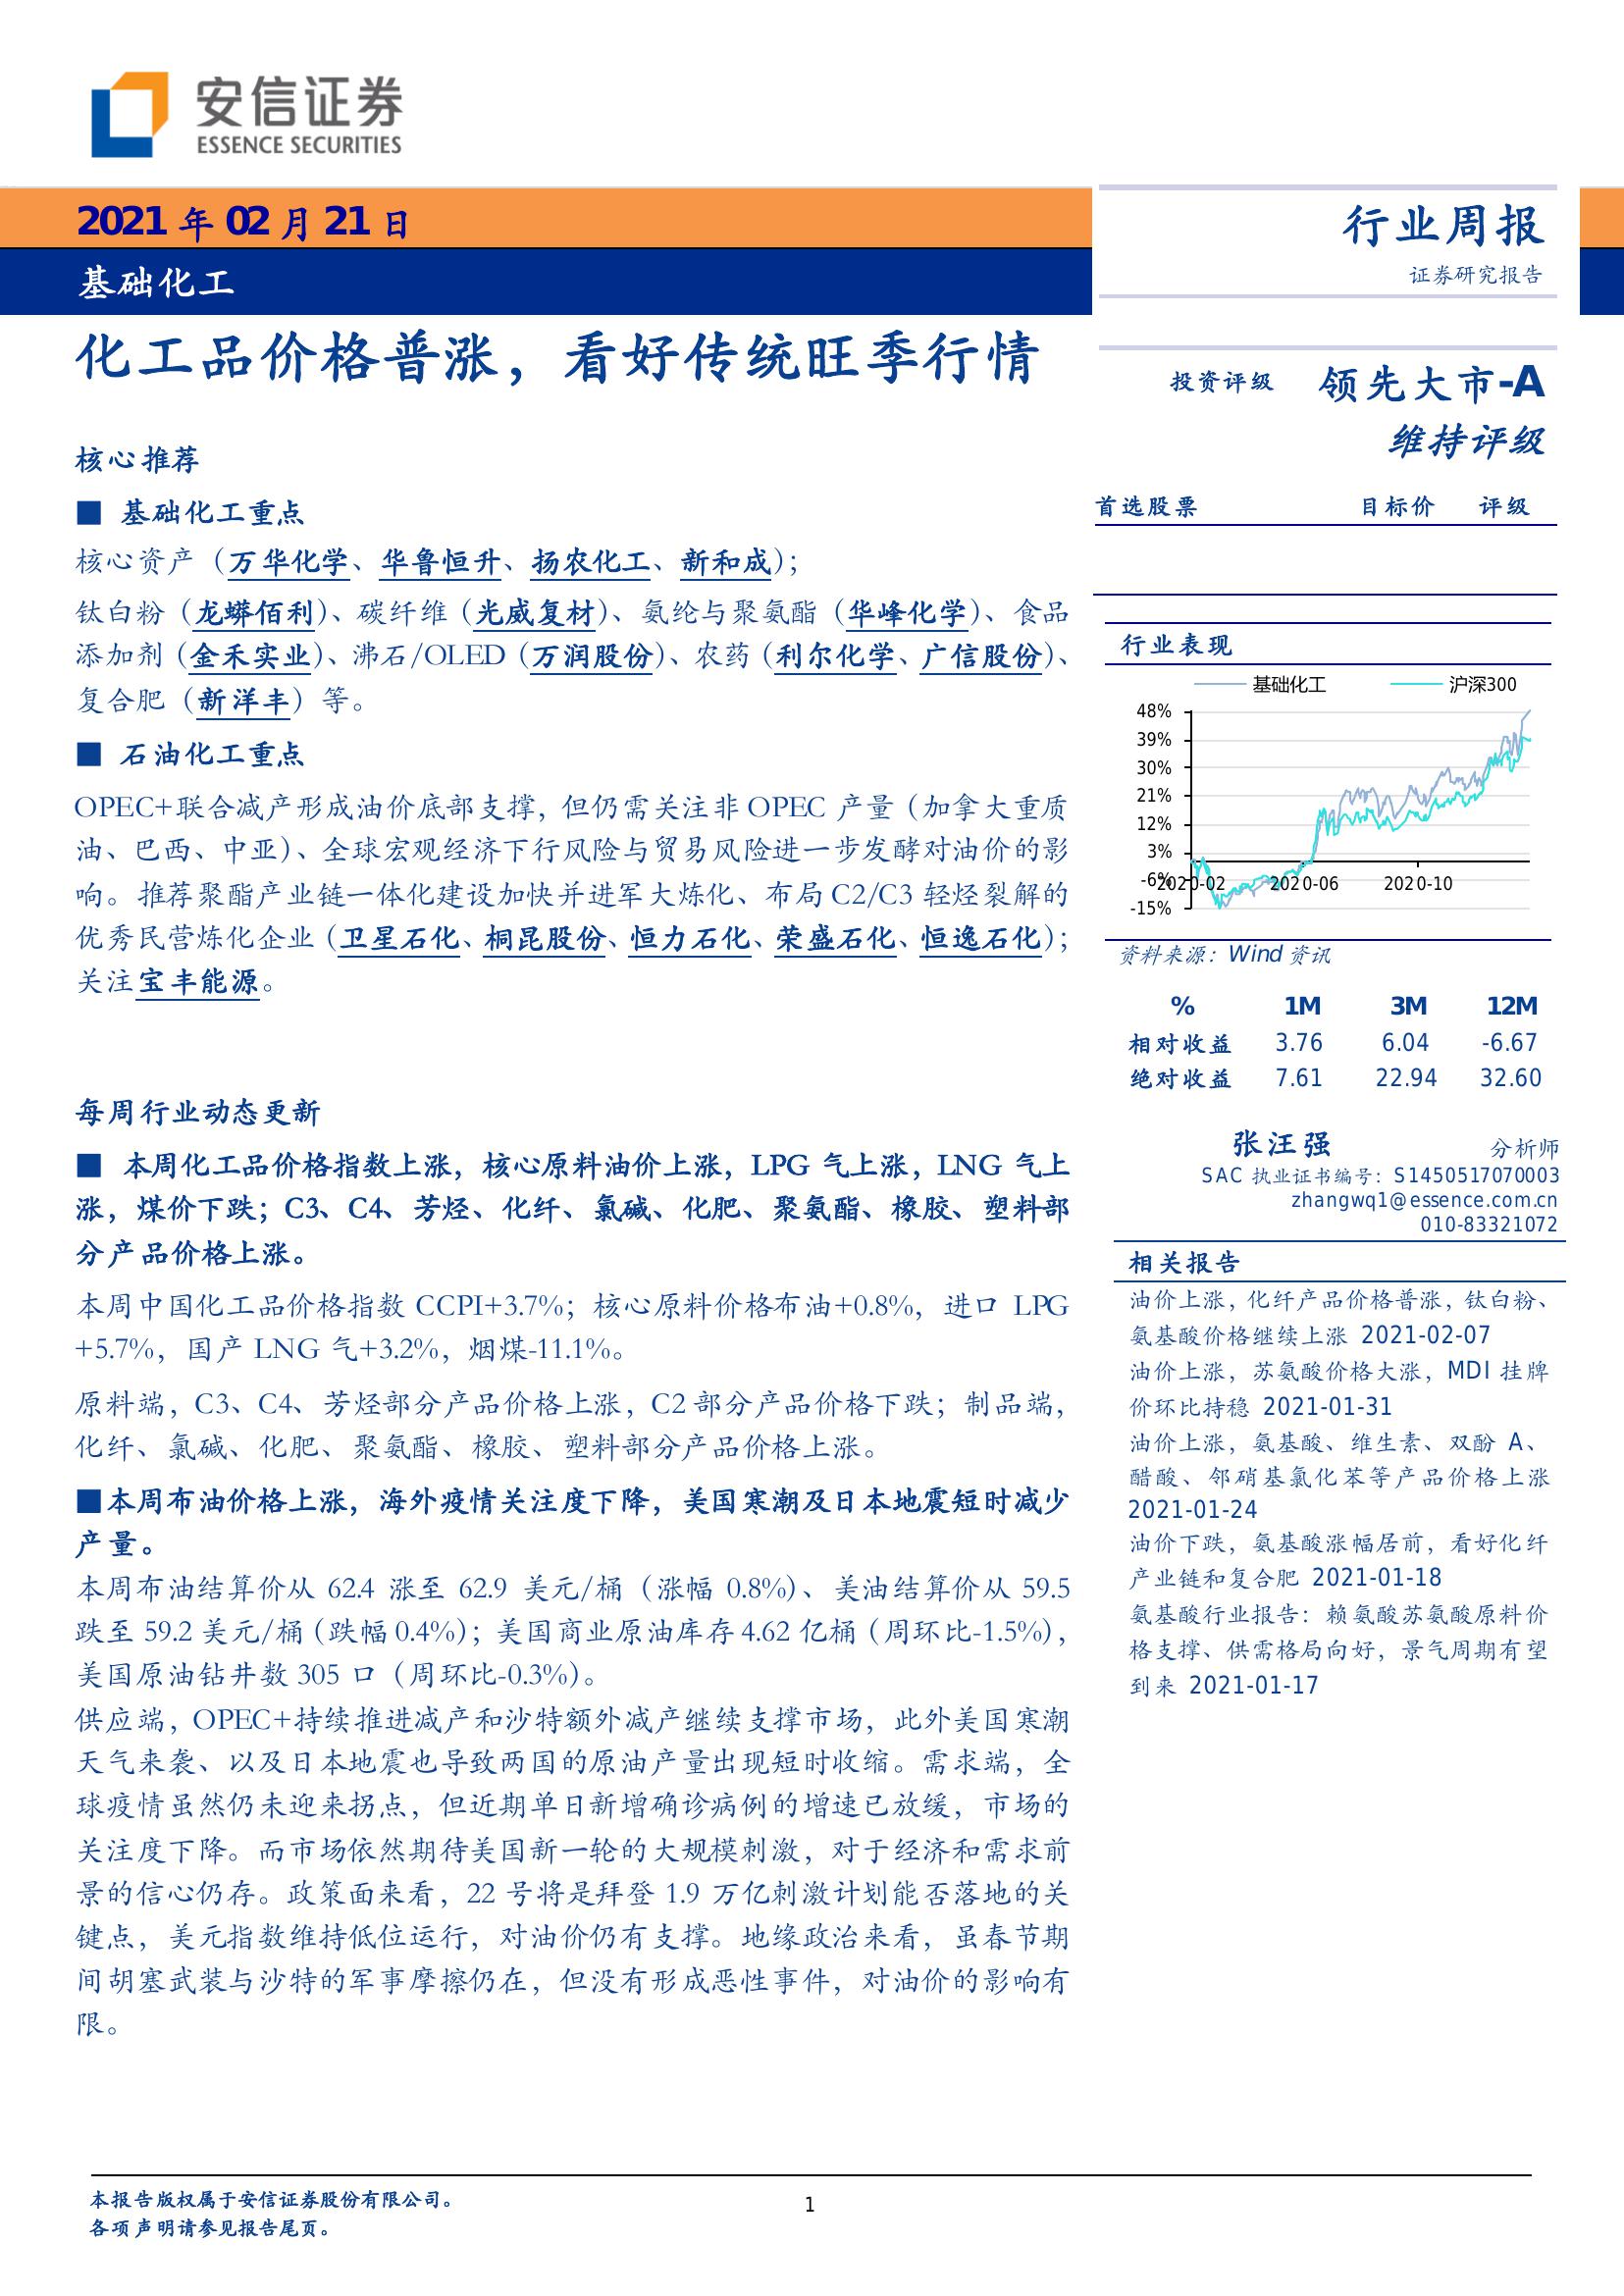 安信证券
ESSENCE SECURITIES
2021 年 02 月 21 日
基础化工
行业周报
证券研究报告
化工品价格普涨，看好传统旺季行情
核心推荐
■ 基础化工重点
核心资产（万华化学、华鲁恒升、扬农化工、新和成）；
钛白粉（龙蟒佰利）、碳纤维（光威复材）、氨纶与聚氨酯（华峰化学）、食品
添加剂（金禾实业）、沸石/OLED（万润股份）、农药（利尔化学、广信股份）、
复合肥（新洋丰）等。
■ 石油化工重点
OPEC+联合减产形成油价底部支撑，但仍需关注非 OPEC 产量（加拿大重质
油、巴西、中亚）、全球宏观经济下行风险与贸易风险进一步发酵对油价的影
响。推荐聚酯产业链一体化建设加快并进军大炼化、布局 C2/C3 轻烃裂解的
优秀民营炼化企业（卫星石化、桐昆股份、恒力石化、荣盛石化、恒逸石化）；
关注宝丰能源。
每周行业动态更新
■ 本周化工品价格指数上涨，核心原料油价上涨，LPG 气上涨，LNG 气上
涨，煤价下跌；C3、C4、芳烃、化纤、氯碱、化肥、聚氨酯、橡胶、塑料部
分产品价格上涨。
本周中国化工品价格指数 CCPI+3.7%；核心原料价格布油+0.8%，进口 LPG
+5.7%，国产 LNG 气+3.2%，烟煤-11.1%。
原料端，C3、C4、芳烃部分产品价格上涨，C2 部分产品价格下跌；制品端，
化纤、氯碱、化肥、聚氨酯、橡胶、塑料部分产品价格上涨。
■本周布油价格上涨，海外疫情关注度下降，美国寒潮及日本地震短时减少
产量。
本周布油结算价从 62.4 涨至 62.9 美元/桶（涨幅 0.8%）、美油结算价从 59.5
跌至 59.2 美元/桶（跌幅 0.4%）；美国商业原油库存 4.62 亿桶（周环比-1.5%），
美国原油钻井数 305 口（周环比-0.3%）。
供应端，OPEC+持续推进减产和沙特额外减产继续支撑市场，此外美国寒潮
天气来袭、以及日本地震也导致两国的原油产量出现短时收缩。需求端，全
球疫情虽然仍未迎来拐点，但近期单日新增确诊病例的增速已放缓，市场的
关注度下降。而市场依然期待美国新一轮的大规模刺激，对于经济和需求前
景的信心仍存。政策面来看，22 号将是拜登 1.9 万亿刺激计划能否落地的关
键点，美元指数维持低位运行，对油价仍有支撑。地缘政治来看，虽春节期
间胡塞武装与沙特的军事摩擦仍在，但没有形成恶性事件，对油价的影响有
限。
投资评级 领先大市-A
维持评级
首选股票 目标价 评级
行业表现
基础化工 沪深300
48%
39%
30%
21%
12%
3%
-6%
-15%
2020-02 2020-06 2020-10
资料来源：Wind 资讯
% 1M 3M 12M
相对收益 3.76 6.04 -6.67
绝对收益 7.61 22.94 32.60
张汪强 分析师
SAC 执业证书编号：S1450517070003
zhangwq1@essence.com.cn
010-83321072
相关报告
油价上涨，化纤产品价格普涨，钛白粉、
氨基酸价格继续上涨 2021-02-07
油价上涨，苏氨酸价格大涨，MDI 挂牌
价环比持稳 2021-01-31
油价上涨，氨基酸、维生素、双酚 A、
醋酸、邻硝基氯化苯等产品价格上涨
2021-01-24
油价下跌，氨基酸涨幅居前，看好化纤
产业链和复合肥 2021-01-18
氨基酸行业报告：赖氨酸苏氨酸原料价
格支撑、供需格局向好，景气周期有望
到来 2021-01-17
本报告版权属于安信证券股份有限公司。
各项声明请参见报告尾页。
1